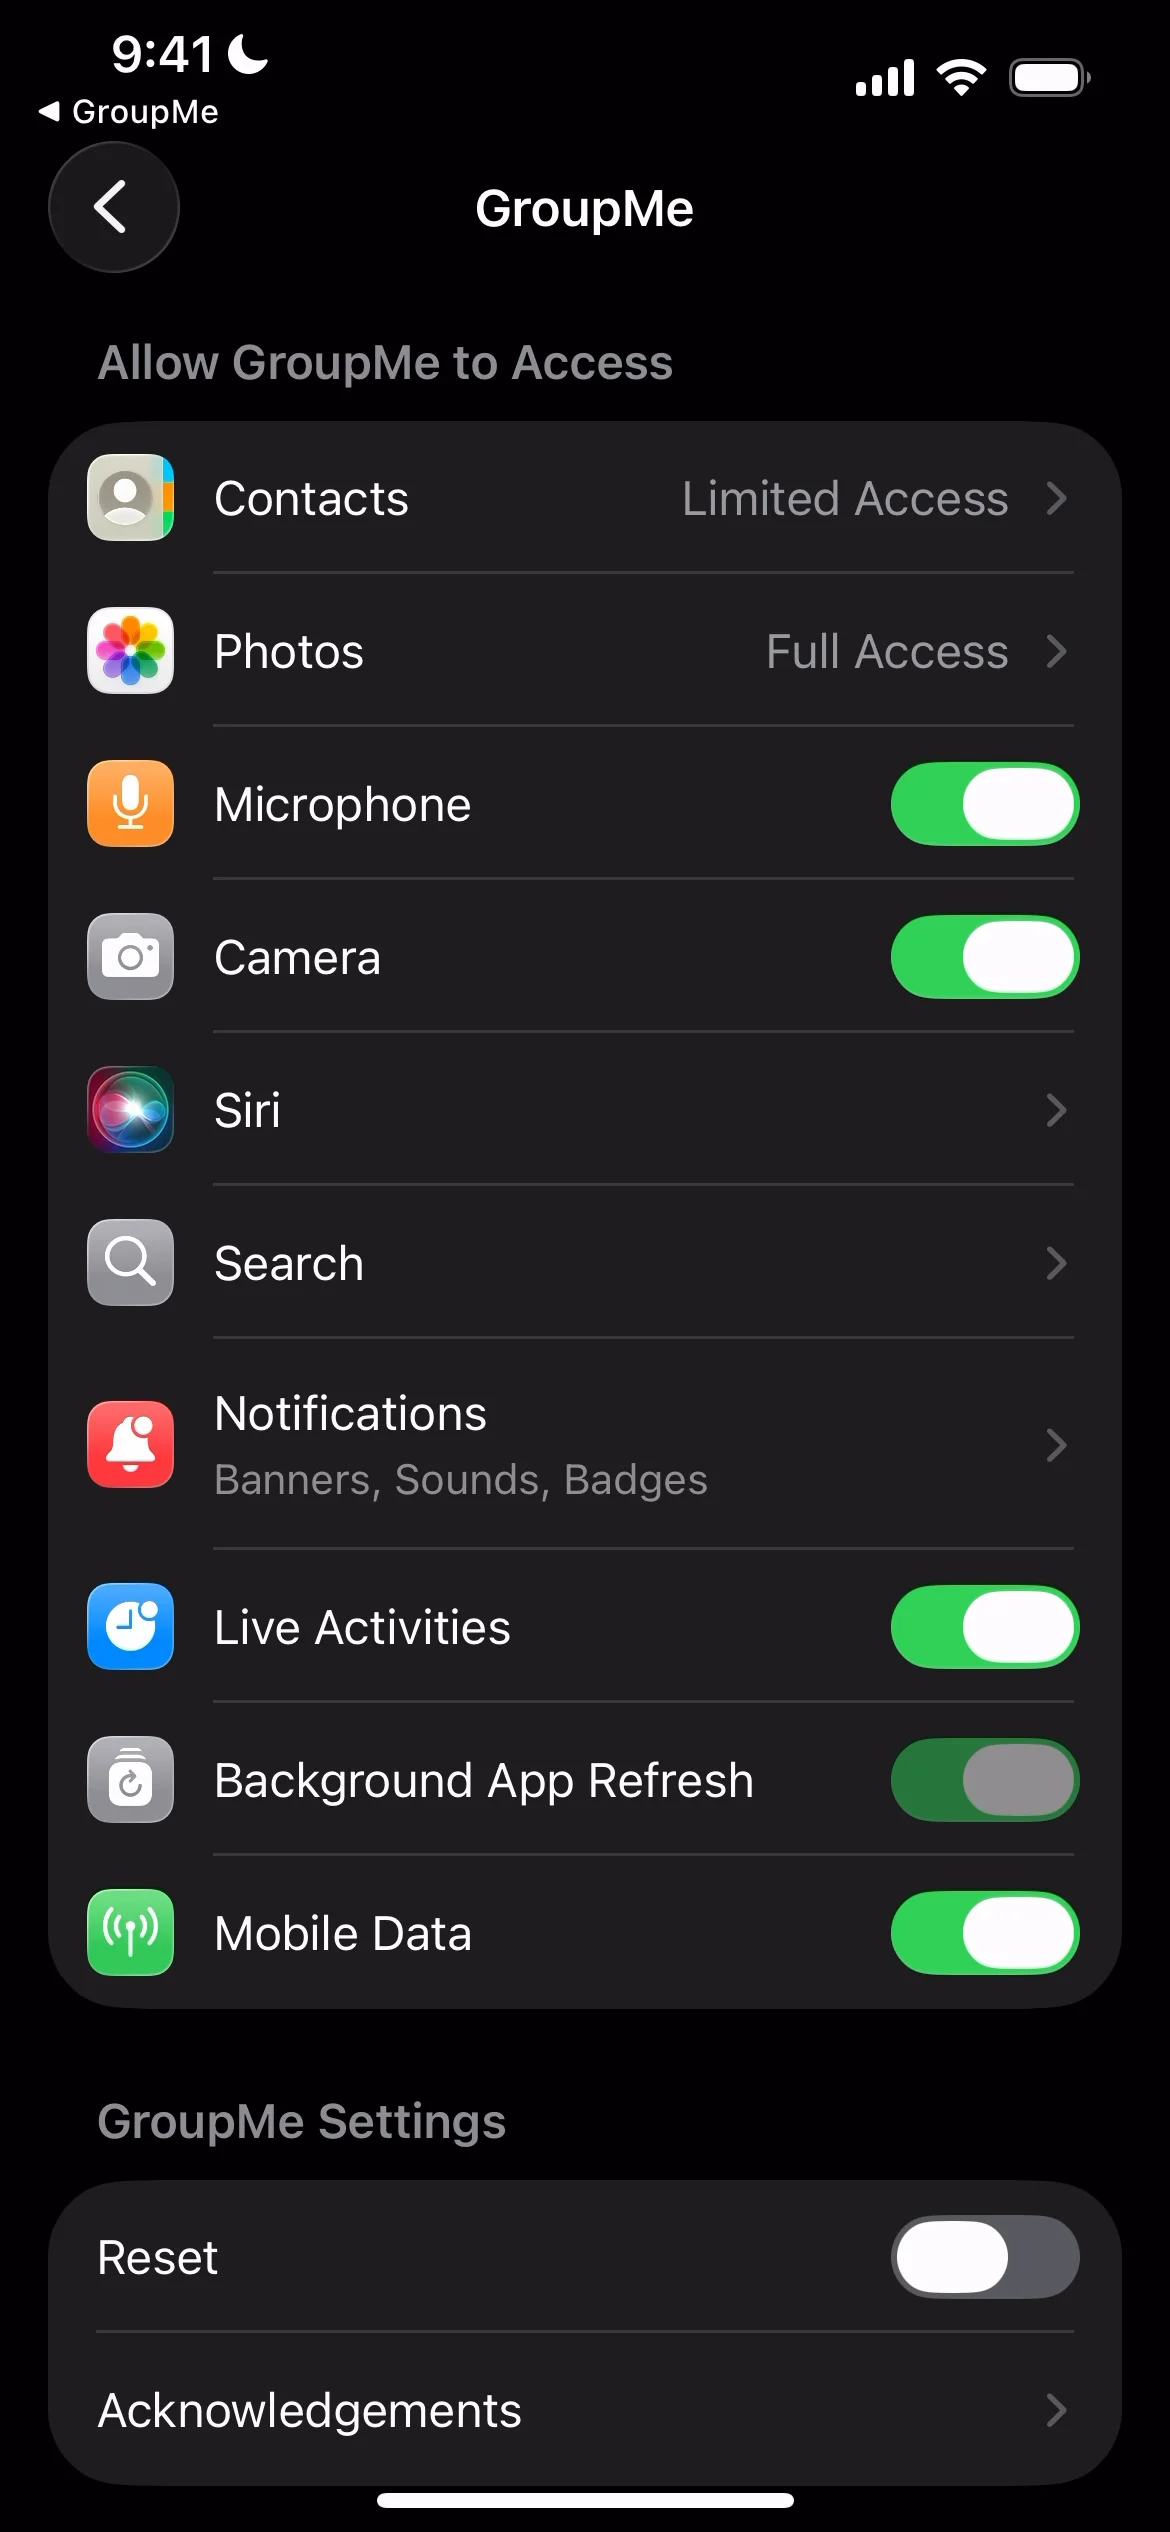 9:41
GroupMe
GroupMe
Allow GroupMe to Access
Contacts Limited Access
Photos Full Access
Microphone
Camera
Siri
Search
Notifications
Banners, Sounds, Badges
Live Activities
Background App Refresh
Mobile Data
GroupMe Settings
Reset
Acknowledgements